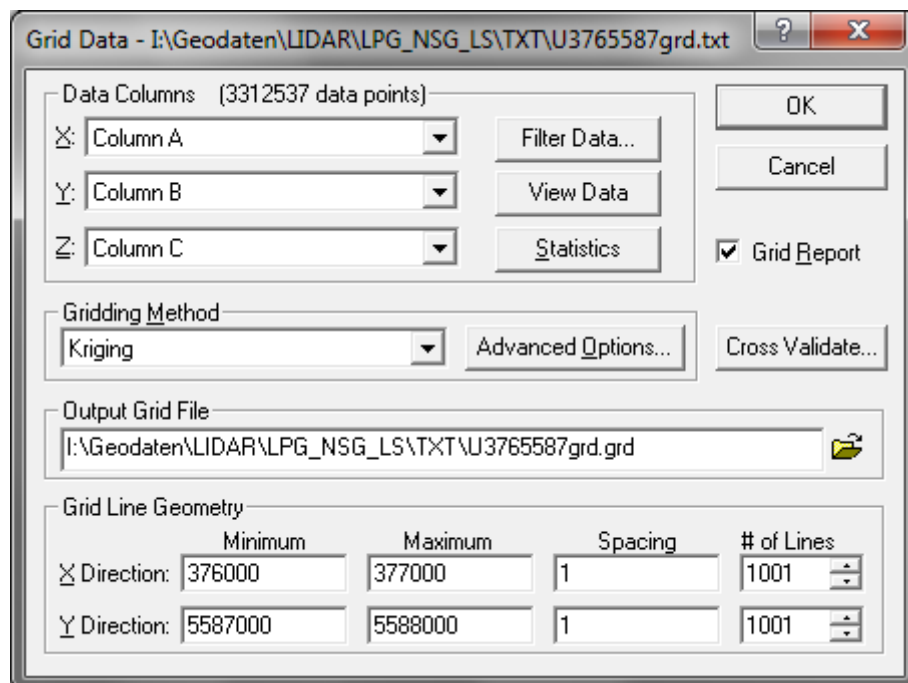 Grid Data - I:\Geodaten\LIDAR\LPG_NSG_LS\TXT\U3765587grd.txt
?
x
Data Columns (3312537 data points)
X: Column A
Filter Data...
OK
Y: Column B
View Data
Cancel
Z: Column C
Statistics
Grid Report
Gridding Method
Kriging
Advanced Options...
Cross Validate...
Output Grid File
I:\Geodaten\LIDAR\LPG_NSG_LS\TXT\U3765587grd.grd
Grid Line Geometry
Minimum Maximum Spacing # of Lines
X Direction: 376000 377000 1 1001
Y Direction: 5587000 5588000 1 1001